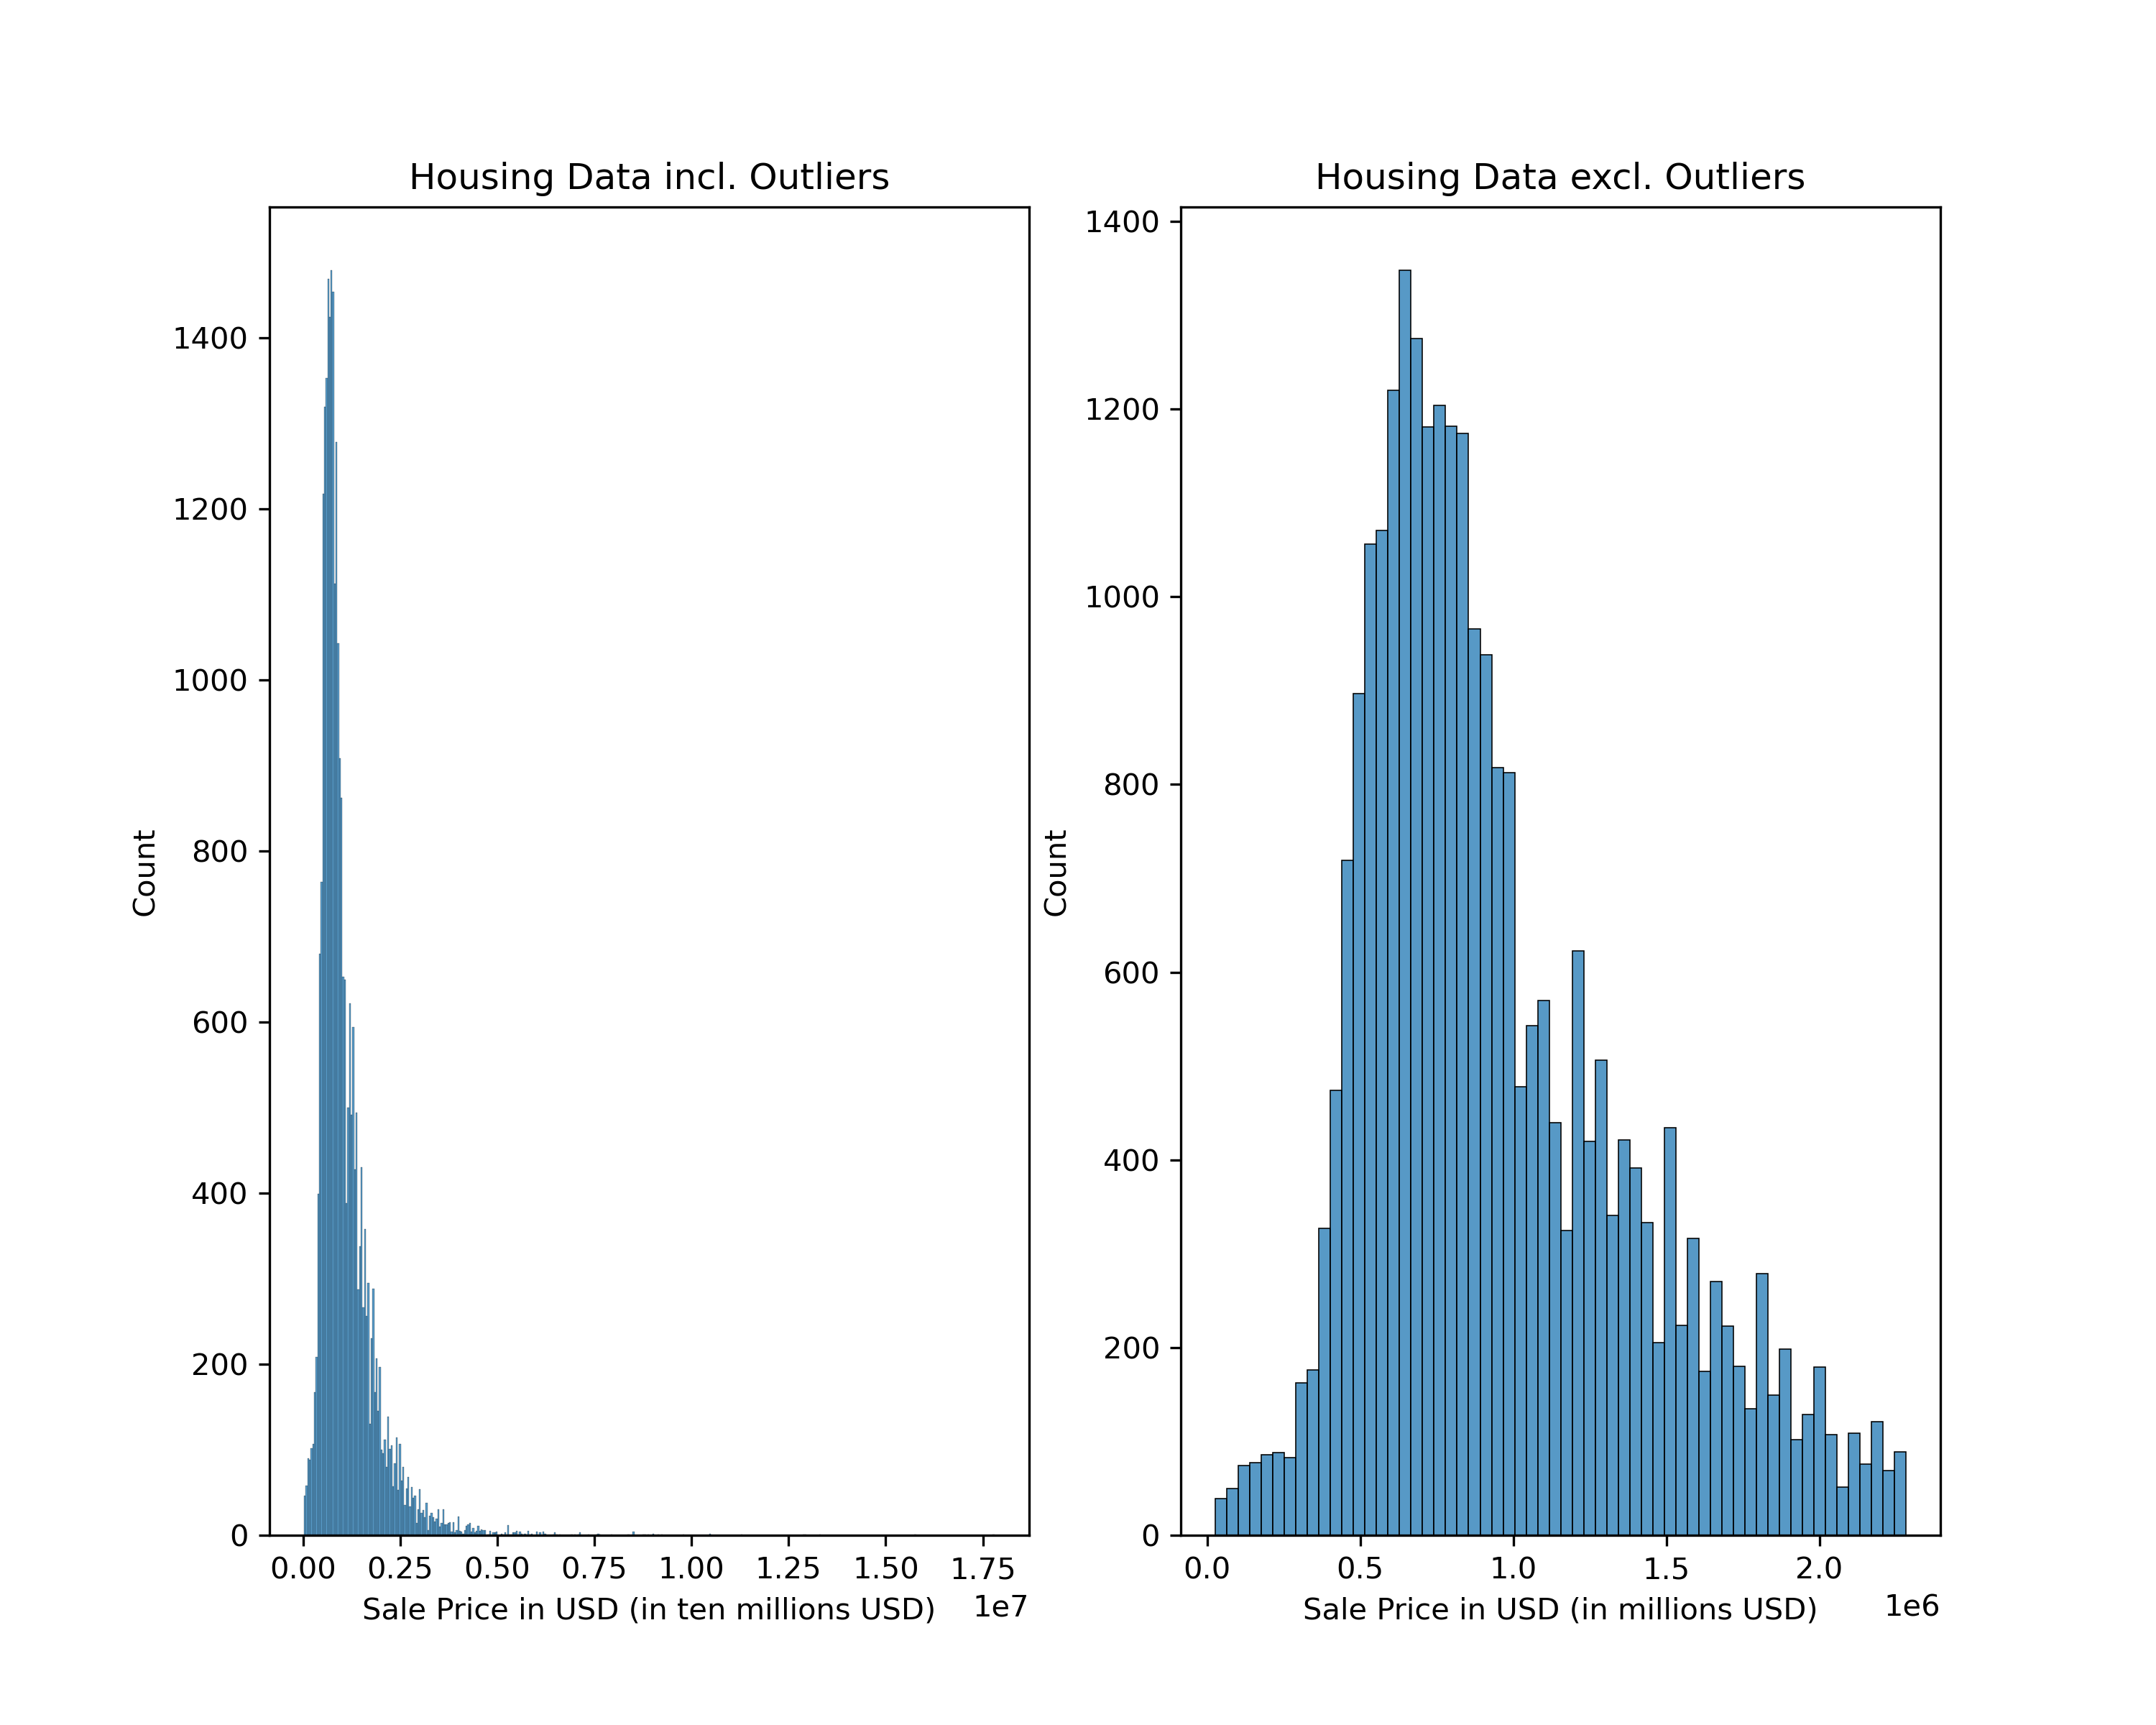 Housing Data incl. Outliers
1400
1200
1000
800
600
400
200
0
Count
0.00 0.25 0.50 0.75 1.00 1.25 1.50 1.75
1e7
Sale Price in USD (in ten millions USD)
Housing Data excl. Outliers
1400
1200
1000
800
600
400
200
0
Count
0.0 0.5 1.0 1.5 2.0
1e6
Sale Price in USD (in millions USD)